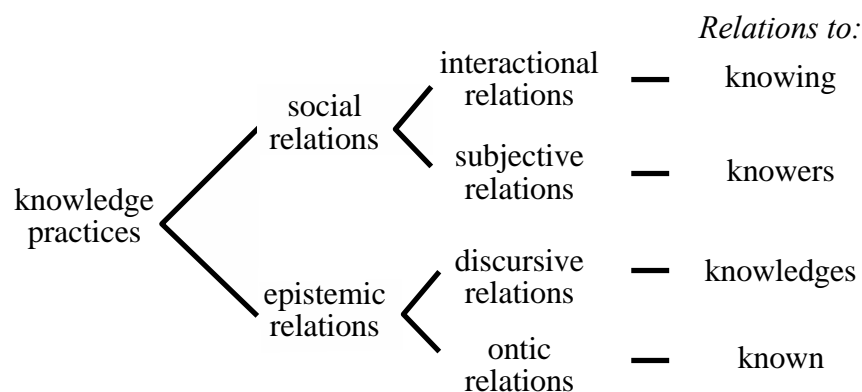 Relations to:
interactional
relations
knowing
social
relations
subjective
relations
knowers
knowledge
practices
discursive
relations
knowledges
epistemic
relations
ontic
relations
known